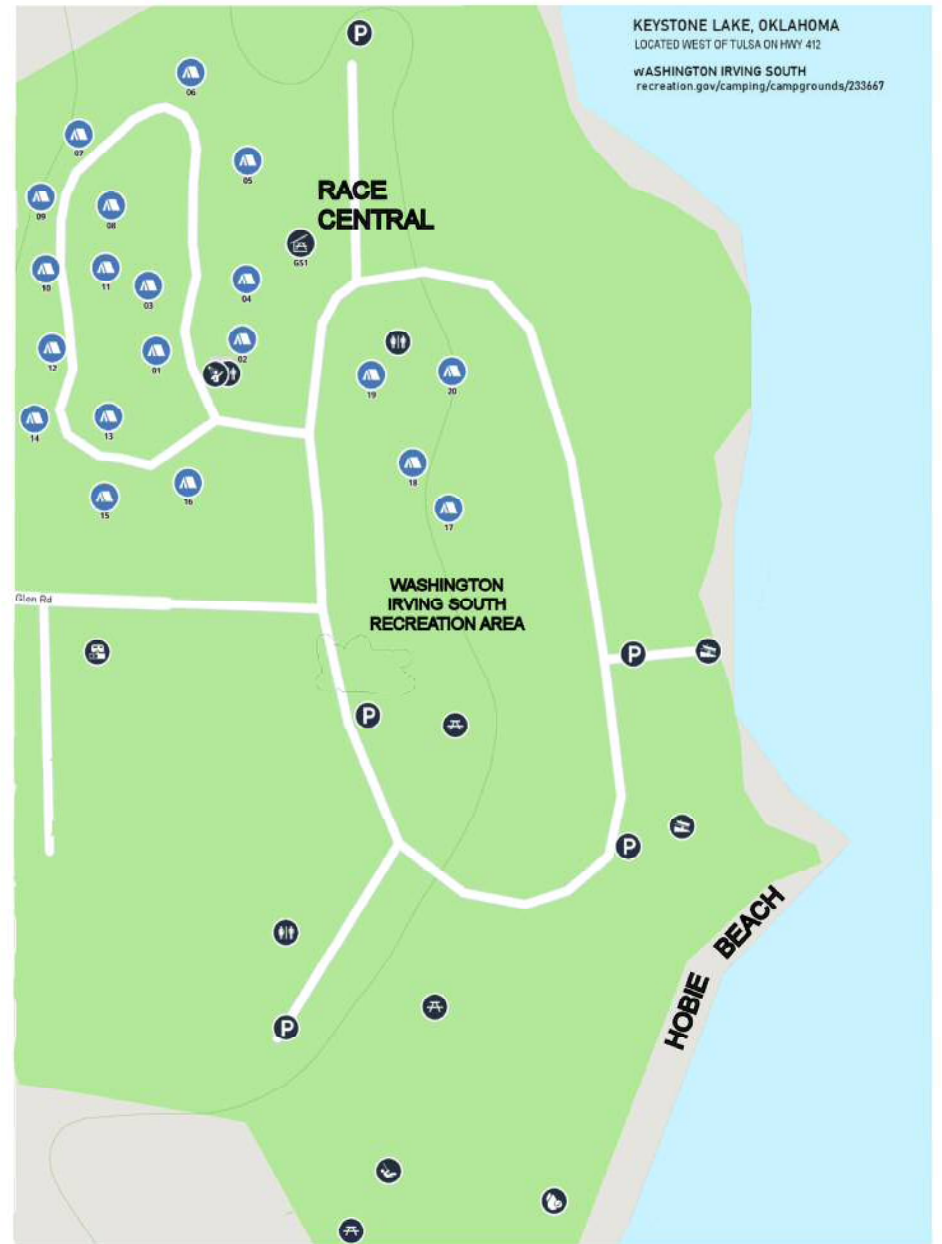 KEYSTONE LAKE, OKLAHOMA
LOCATED WEST OF TULSA ON HWY 412
wASHINGTON IRVING SOUTH
recreation.gov/camping/campgrounds/233667
P
06
07
05
RACE
CENTRAL
09
08
GS1
10
11
03
04
12
01
02
19
20
14
13
18
15
16
17
WASHINGTON
IRVING SOUTH
RECREATION AREA
Glen Rd
P
P
P
HOBIE BEACH
P